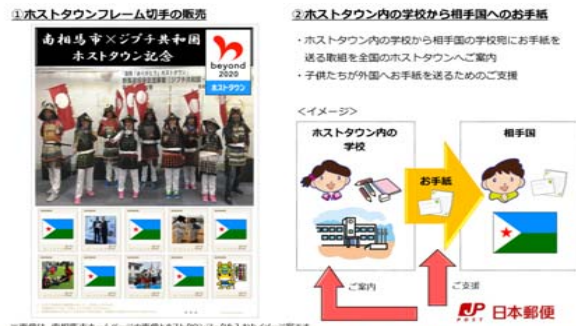 ①ホストタウンフレーム切手の販売
南相馬市×ジブチ共和国
ホストタウン記念
beyond
2020
ホストタウン
②ホストタウン内の学校から相手国へのお手紙
・ホストタウン内の学校から相手国の学校宛にお手紙を
送る取組を全国のホストタウンへご案内
・子供たちが外国へお手紙を送るためのご支援
<イメージ>
ホストタウン内の
学校
お手紙
相手国
ご案内
ご支援
JP
POST
日本郵便